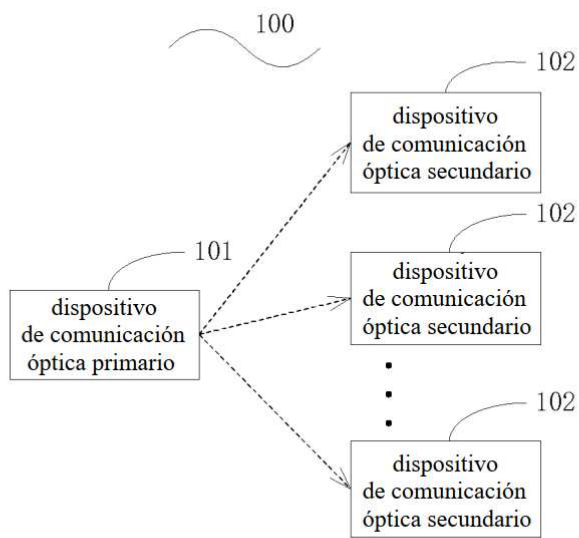 100
102
dispositivo
de comunicación
óptica secundario
102
101
dispositivo
de comunicación
óptica secundario
dispositivo
de comunicación
óptica primario
102
dispositivo
de comunicación
óptica secundario